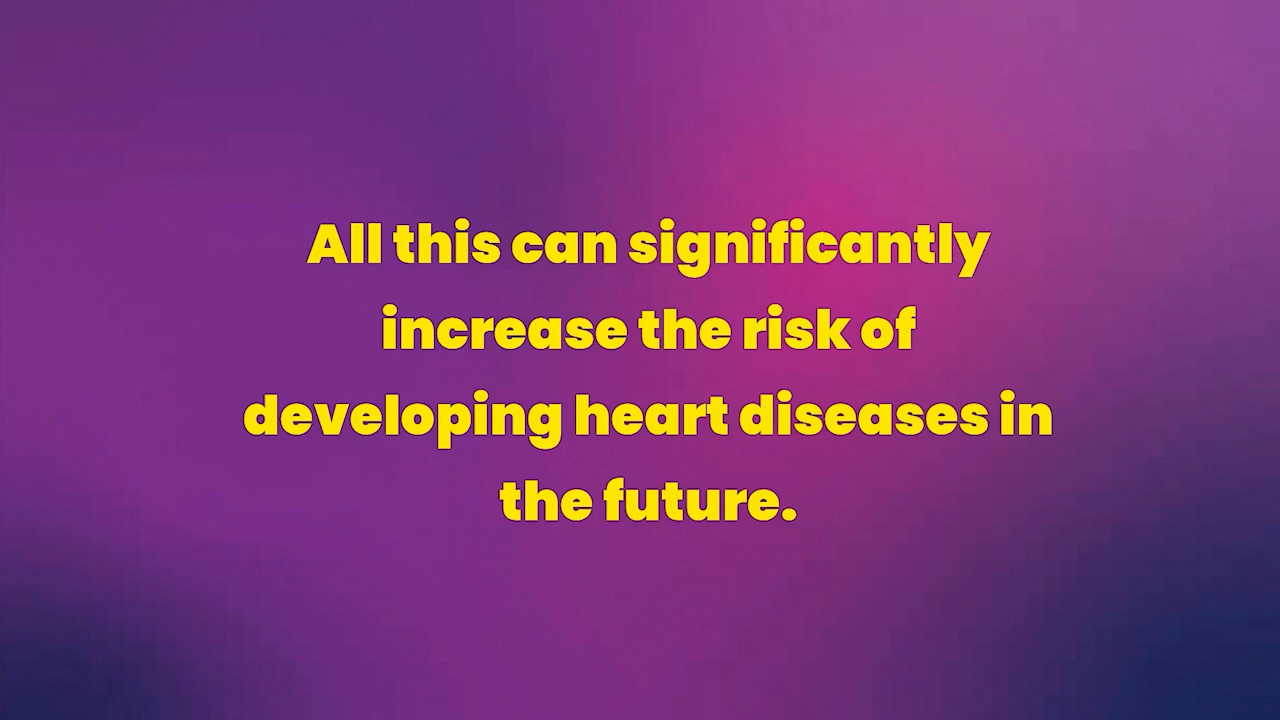 All this can significantly
increase the risk of
developing heart diseases in
the future.